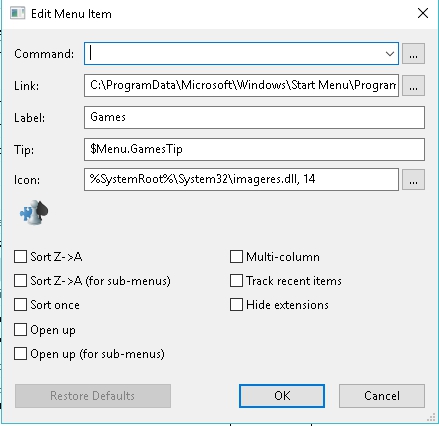 Edit Menu Item
Command:
...
Link: C:\ProgramData\Microsoft\Windows\Start Menu\Program ...
Label: Games
Tip: $Menu.GamesTip
Icon: %SystemRoot%\System32\imageres.dll, 14 ...
Sort Z->A Multi-column
Sort Z->A (for sub-menus) Track recent items
Sort once Hide extensions
Open up
Open up (for sub-menus)
Restore Defaults OK Cancel